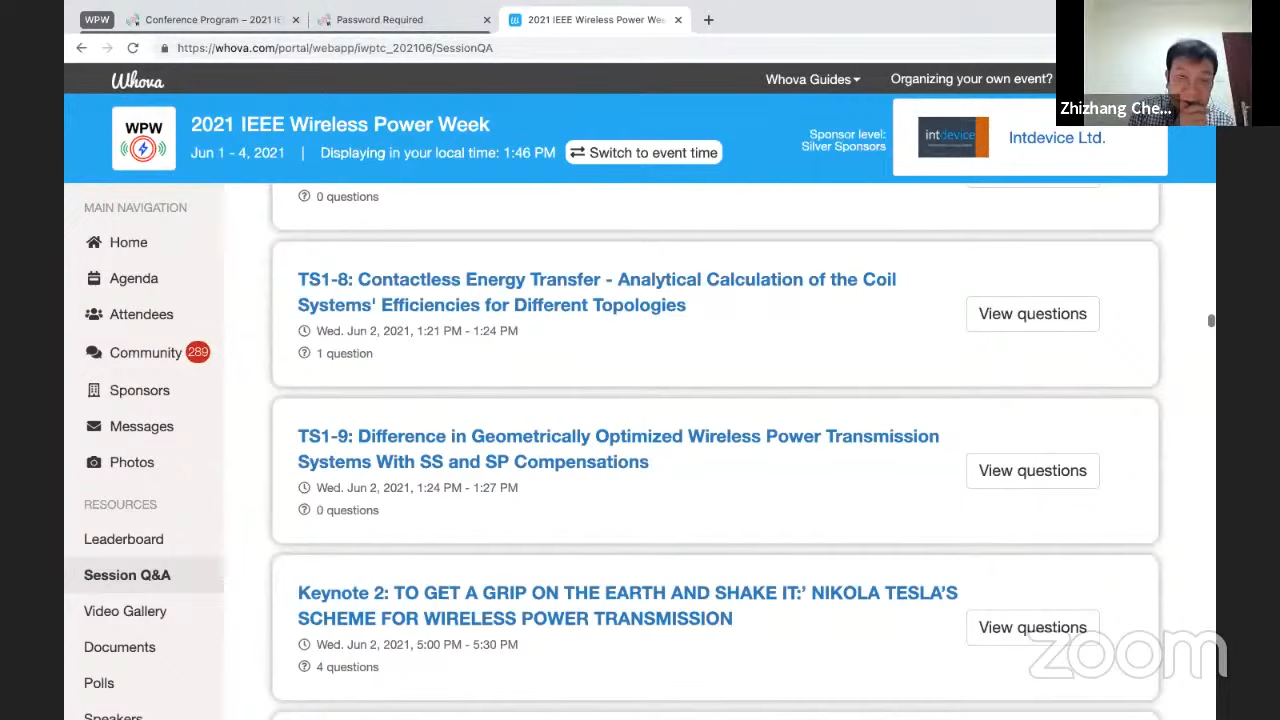 WPW
Conference Program – 2021 IE
Password Required
2021 IEEE Wireless Power Wee
https://whova.com/portal/webapp/iwptc_202106/SessionQA
Zhizhang Che...
Whova
Whova Guides
Organizing your own event?
WPW
2021 IEEE Wireless Power Week
Jun 1 - 4, 2021 | Displaying in your local time: 1:46 PM
Switch to event time
Sponsor level:
Silver Sponsors
intdevice
Intdevice Ltd.
MAIN NAVIGATION
Home
Agenda
Attendees
Community 289
Sponsors
Messages
Photos
RESOURCES
Leaderboard
Session Q&A
Video Gallery
Documents
Polls
Speakers
0 questions
TS1-8: Contactless Energy Transfer - Analytical Calculation of the Coil
Systems' Efficiencies for Different Topologies
Wed. Jun 2, 2021, 1:21 PM - 1:24 PM
1 question
View questions
TS1-9: Difference in Geometrically Optimized Wireless Power Transmission
Systems With SS and SP Compensations
Wed. Jun 2, 2021, 1:24 PM - 1:27 PM
0 questions
View questions
Keynote 2: TO GET A GRIP ON THE EARTH AND SHAKE IT:’ NIKOLA TESLA’S
SCHEME FOR WIRELESS POWER TRANSMISSION
Wed. Jun 2, 2021, 5:00 PM - 5:30 PM
4 questions
View questions
zoom